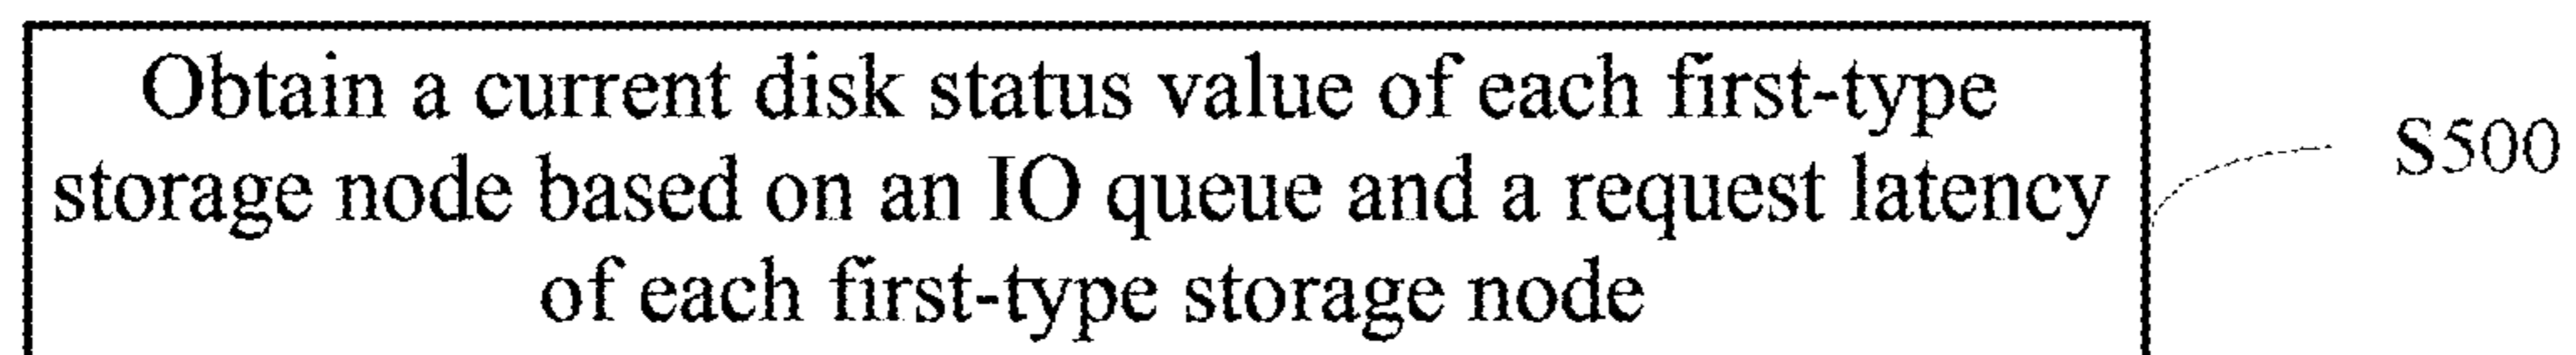 Obtain a current disk status value of each first-type
storage node based on an IO queue and a request latency
of each first-type storage node
S500